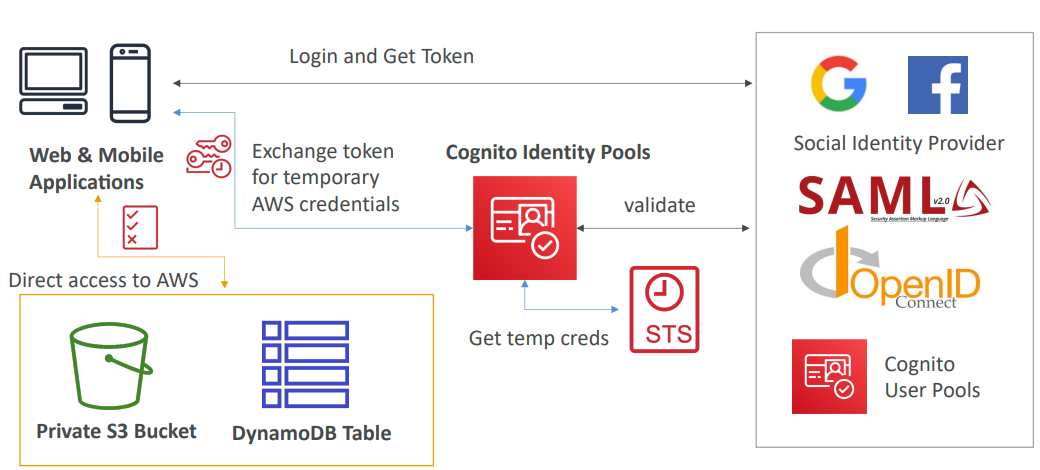 Login and Get Token
Web & Mobile
Applications
Exchange token
for temporary
AWS credentials
Cognito Identity Pools
validate
Social Identity Provider
SAML v2.0
Security Assertion Markup Language
OpenID
Connect
Direct access to AWS
STS
Get temp creds
Cognito
User Pools
Private S3 Bucket
DynamoDB Table